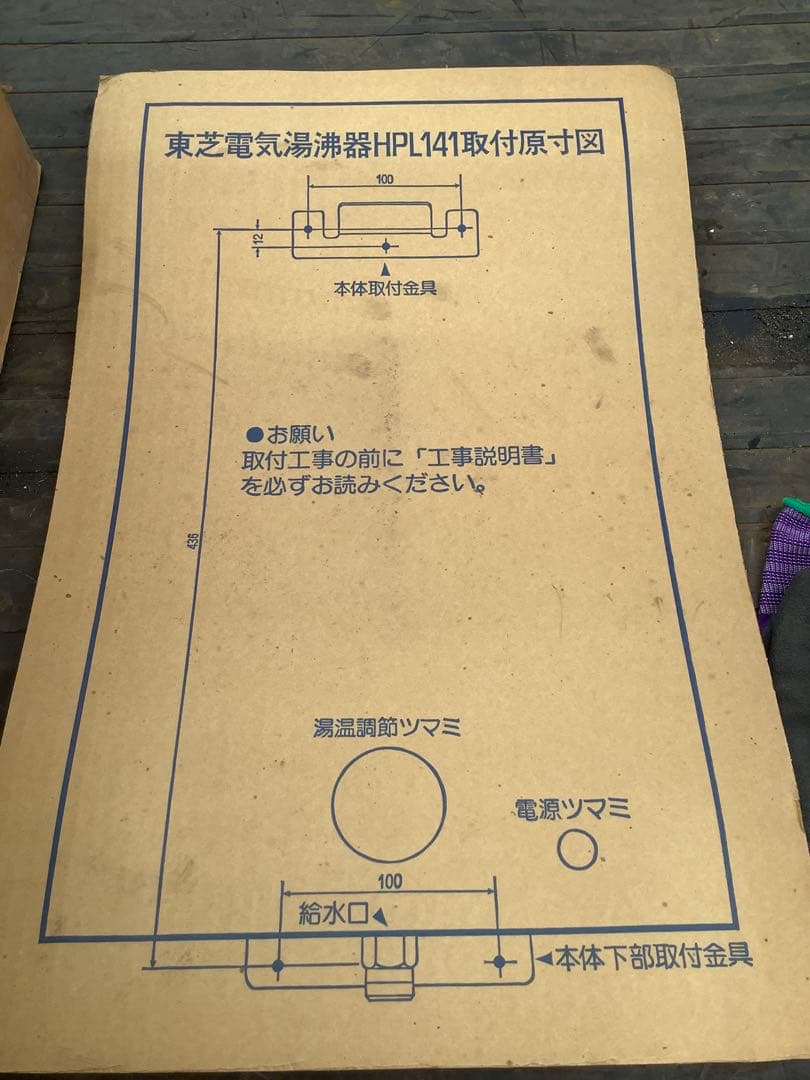 東芝電気湯沸器HPL141取付原寸図
100
12
本体取付金具
●お願い
取付工事の前に「工事説明書」
を必ずお読みください。
436
湯温調節ツマミ
電源ツマミ
100
給水口
本体下部取付金具